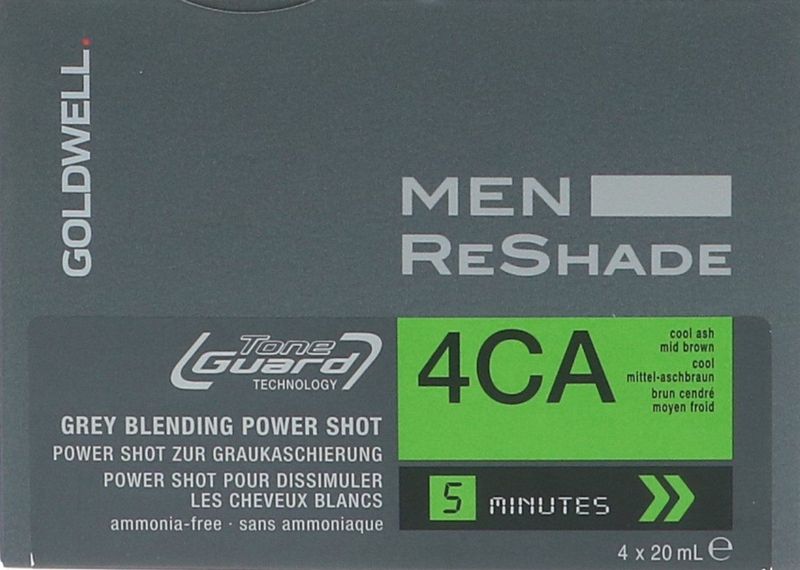 GOLDWELL.
MEN
RESHADE
Tone
Guard
TECHNOLOGY
GREY BLENDING POWER SHOT
POWER SHOT ZUR GRAUKASCHIERUNG
POWER SHOT POUR DISSIMULER
LES CHEVEUX BLANCS
ammonia-free · sans ammoniaque
4CA
cool ash
mid brown
cool
mittel-aschbraun
brun cendré
moyen froid
5 MINUTES
4 x 20 mL ℮